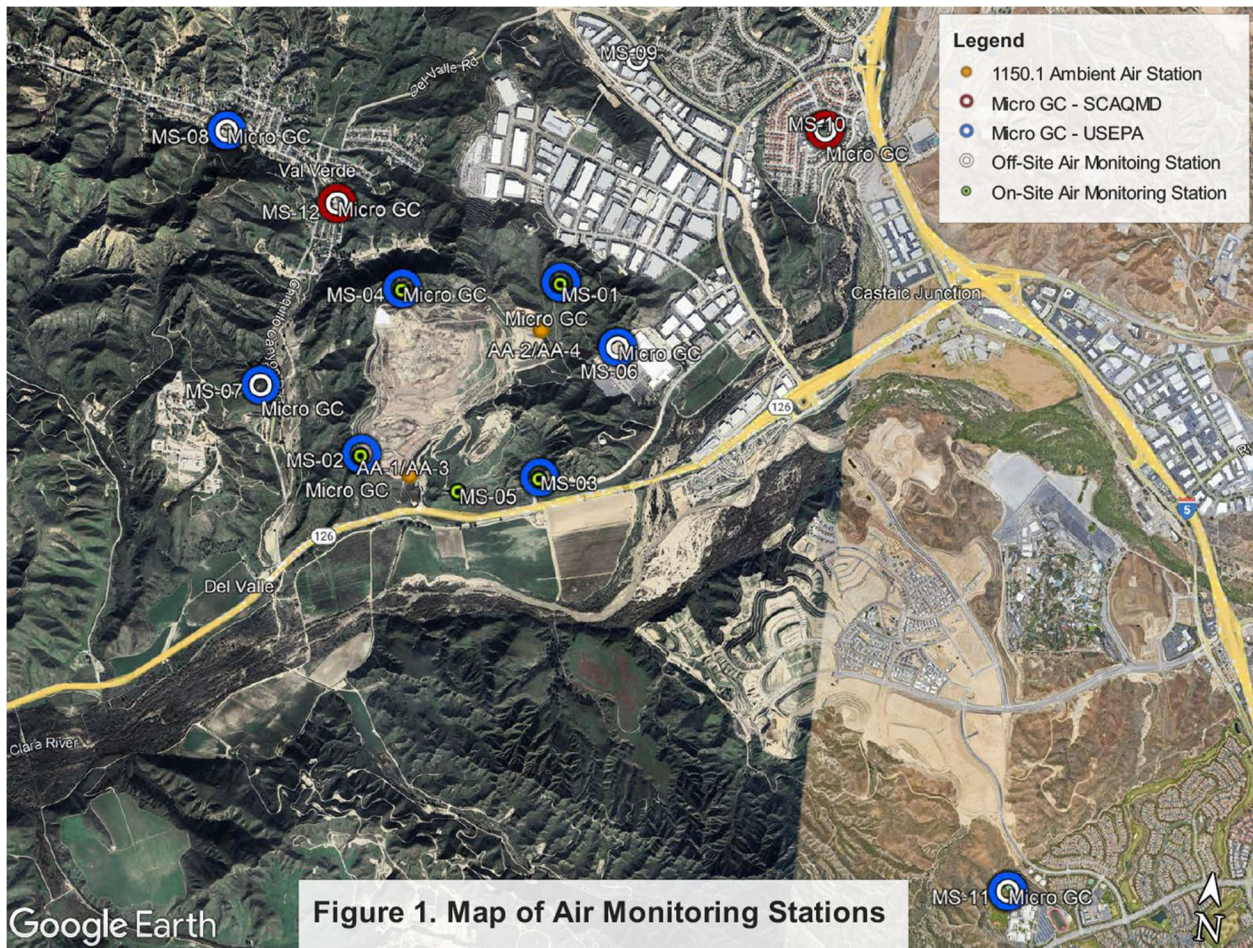 Legend
1150.1 Ambient Air Station
Micro GC - SCAQMD
Micro GC - USEPA
Off-Site Air Monitoing Station
On-Site Air Monitoring Station
MS-09
Del Valle Rd
MS-08 Micro GC
MS-10
Micro GC
Val Verde
MS-12 Micro GC
Chiquito Canyon
MS-04 Micro GC
MS-01
Micro GC
Castaic Junction
AA-2/AA-4
Micro GC
MS-06
MS-07
Micro GC
126
MS-02
AA-1/AA-3
Micro GC
MS-05
MS-03
5
126
Del Valle
Clara River
MS-11 Micro GC
N
Figure 1. Map of Air Monitoring Stations
Google Earth